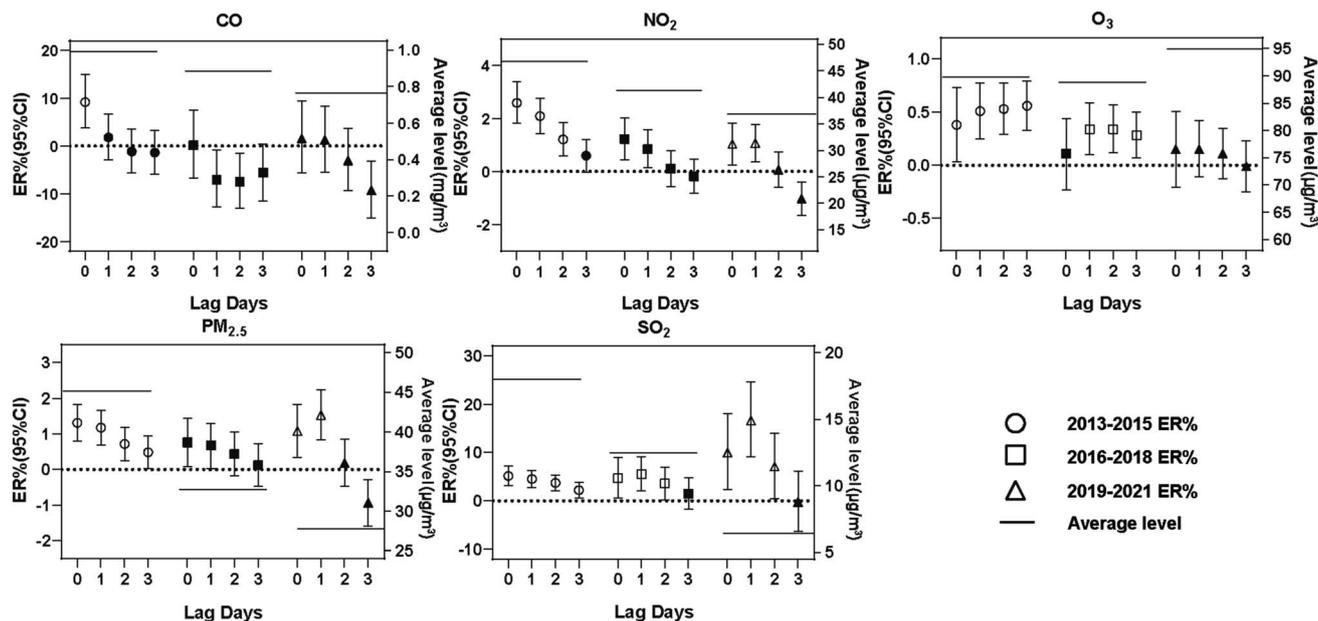 CO
ER%(95%CI)
20
10
0
-10
-20
1.0
0.8
0.6
0.4
0.2
0.0
Average level(mg/m³)
0 1 2 3 0 1 2 3 0 1 2 3
Lag Days
NO₂
ER%(95%CI)
4
2
0
-2
50
45
40
35
30
25
20
15
Average level(µg/m³)
0 1 2 3 0 1 2 3 0 1 2 3
Lag Days
O₃
ER%(95%CI)
1.0
0.5
0.0
-0.5
95
90
85
80
75
70
65
60
Average level(µg/m³)
0 1 2 3 0 1 2 3 0 1 2 3
Lag Days
PM₂.₅
ER%(95%CI)
3
2
1
0
-1
-2
50
45
40
35
30
25
Average level(µg/m³)
0 1 2 3 0 1 2 3 0 1 2 3
Lag Days
SO₂
ER%(95%CI)
30
20
10
0
-10
20
15
10
5
Average level(µg/m³)
0 1 2 3 0 1 2 3 0 1 2 3
Lag Days
2013-2015 ER%
2016-2018 ER%
2019-2021 ER%
Average level